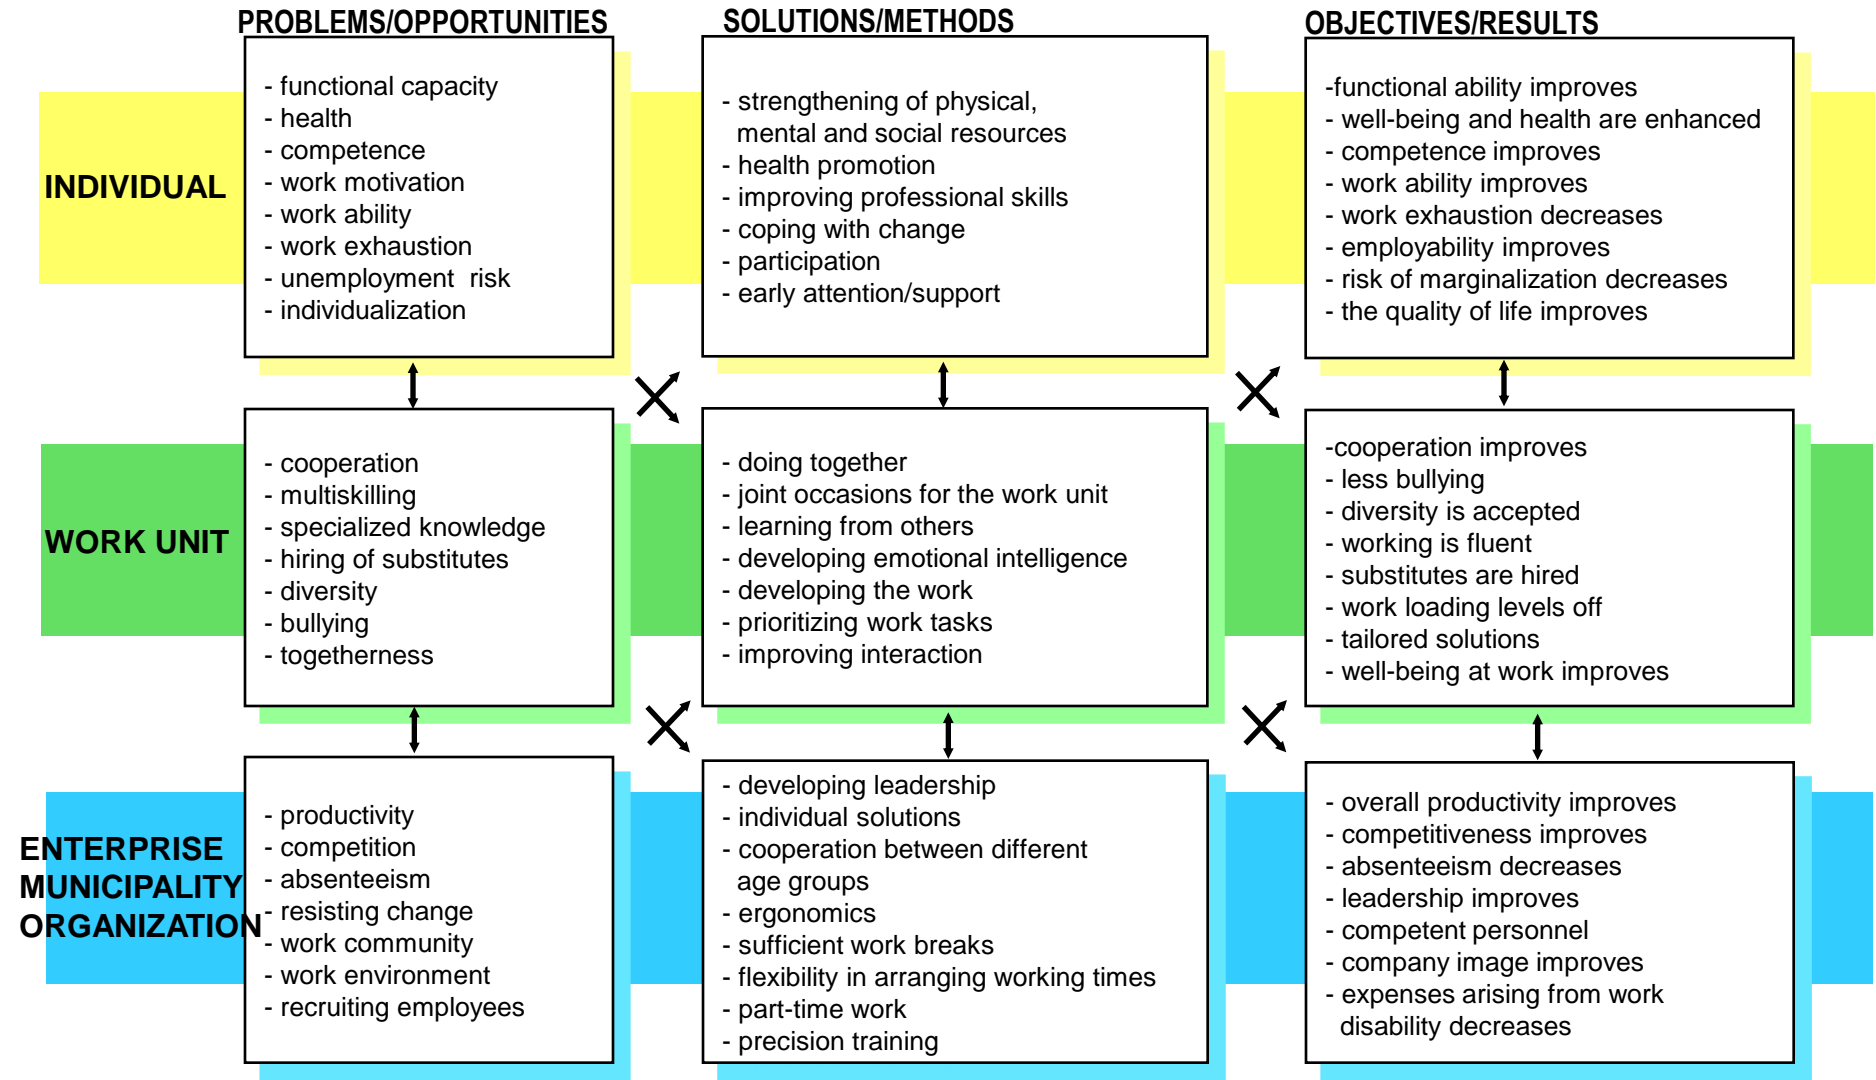 PROBLEMS/OPPORTUNITIES
SOLUTIONS/METHODS
OBJECTIVES/RESULTS
INDIVIDUAL
- functional capacity
- health
- competence
- work motivation
- work ability
- work exhaustion
- unemployment risk
- individualization
- strengthening of physical,
mental and social resources
- health promotion
- improving professional skills
- coping with change
- participation
- early attention/support
-functional ability improves
- well-being and health are enhanced
- competence improves
- work ability improves
- work exhaustion decreases
- employability improves
- risk of marginalization decreases
- the quality of life improves
WORK UNIT
- cooperation
- multiskilling
- specialized knowledge
- hiring of substitutes
- diversity
- bullying
- togetherness
- doing together
- joint occasions for the work unit
- learning from others
- developing emotional intelligence
- developing the work
- prioritizing work tasks
- improving interaction
-cooperation improves
- less bullying
- diversity is accepted
- working is fluent
- substitutes are hired
- work loading levels off
- tailored solutions
- well-being at work improves
ENTERPRISE
MUNICIPALITY
ORGANIZATION
- productivity
- competition
- absenteeism
- resisting change
- work community
- work environment
- recruiting employees
- developing leadership
- individual solutions
- cooperation between different
age groups
- ergonomics
- sufficient work breaks
- flexibility in arranging working times
- part-time work
- precision training
- overall productivity improves
- competitiveness improves
- absenteeism decreases
- leadership improves
- competent personnel
- company image improves
- expenses arising from work
disability decreases